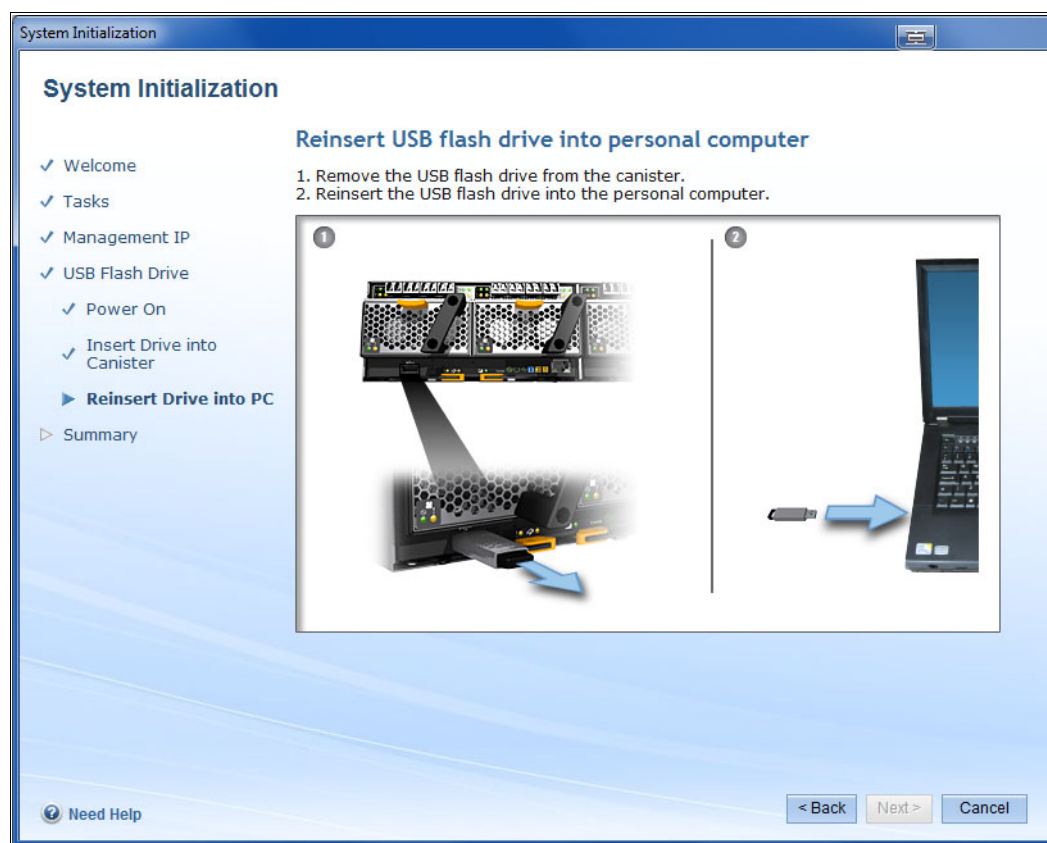 System Initialization
System Initialization
Reinsert USB flash drive into personal computer
1. Remove the USB flash drive from the canister.
2. Reinsert the USB flash drive into the personal computer.
✓ Welcome
✓ Tasks
✓ Management IP
✓ USB Flash Drive
✓ Power On
✓ Insert Drive into
Canister
Reinsert Drive into PC
Summary
1
2
Need Help
< Back
Next >
Cancel